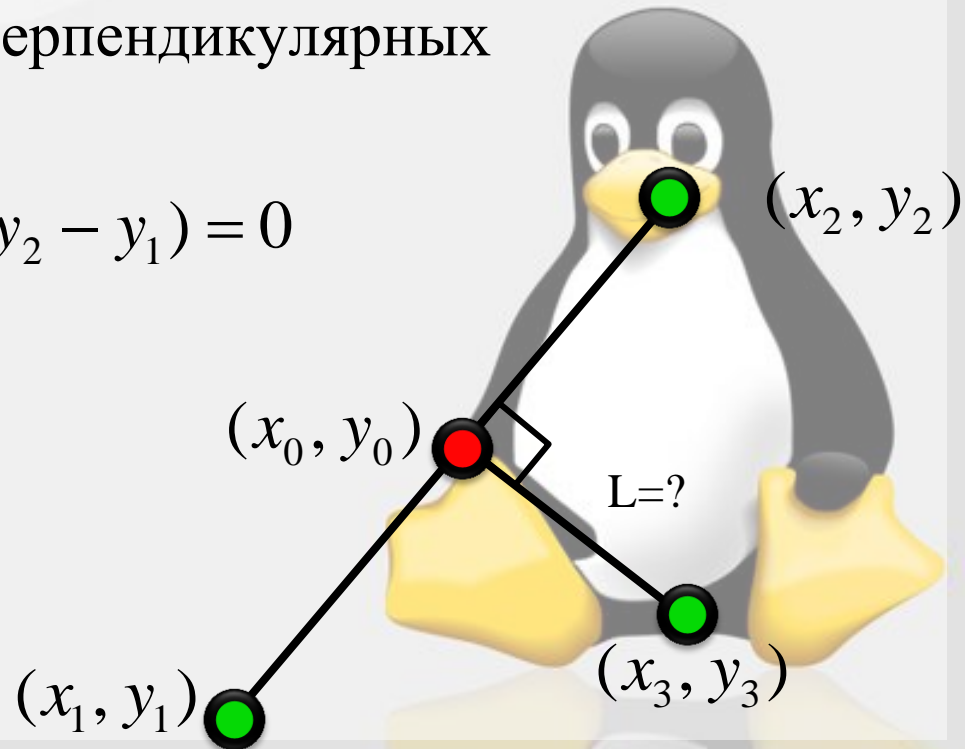 ерпендикулярных
y₂ − y₁) = 0
(x₂, y₂)
(x₀, y₀)
L=?
(x₃, y₃)
(x₁, y₁)